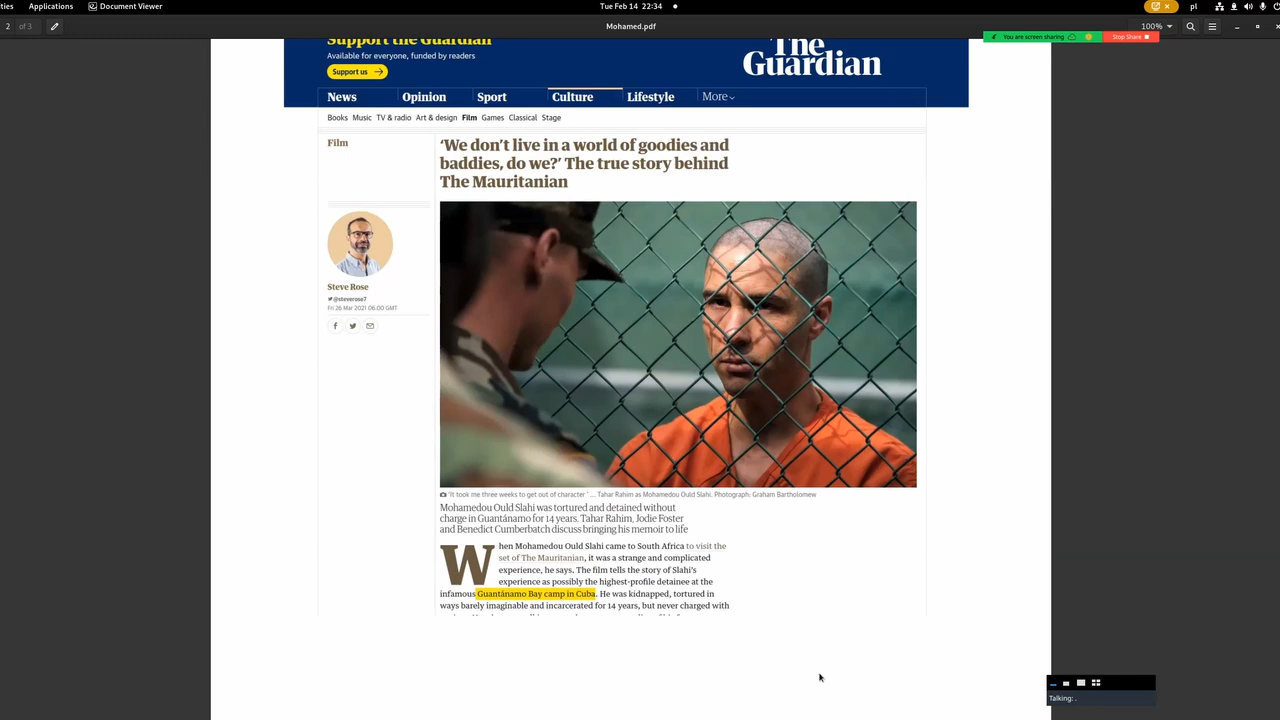 ties Applications Document Viewer Tue Feb 14 22:34 pl
2 of 3 Mohamed.pdf 100%
You are screen sharing Stop Share
Support the Guardian
Available for everyone, funded by readers
Support us
The
Guardian
News Opinion Sport Culture Lifestyle More
Books Music TV & radio Art & design Film Games Classical Stage
Film
‘We don’t live in a world of goodies and
baddies, do we?’ The true story behind
The Mauritanian
Steve Rose
@steverose7
Fri 26 Mar 2021 06.00 GMT
‘It took me three weeks to get out of character ’ ... Tahar Rahim as Mohamedou Ould Slahi. Photograph: Graham Bartholomew
Mohamedou Ould Slahi was tortured and detained without
charge in Guantánamo for 14 years. Tahar Rahim, Jodie Foster
and Benedict Cumberbatch discuss bringing his memoir to life
When Mohamedou Ould Slahi came to South Africa to visit the
set of The Mauritanian, it was a strange and complicated
experience, he says. The film tells the story of Slahi’s
experience as possibly the highest-profile detainee at the
infamous Guantánamo Bay camp in Cuba. He was kidnapped, tortured in
ways barely imaginable and incarcerated for 14 years, but never charged with
Talking: .